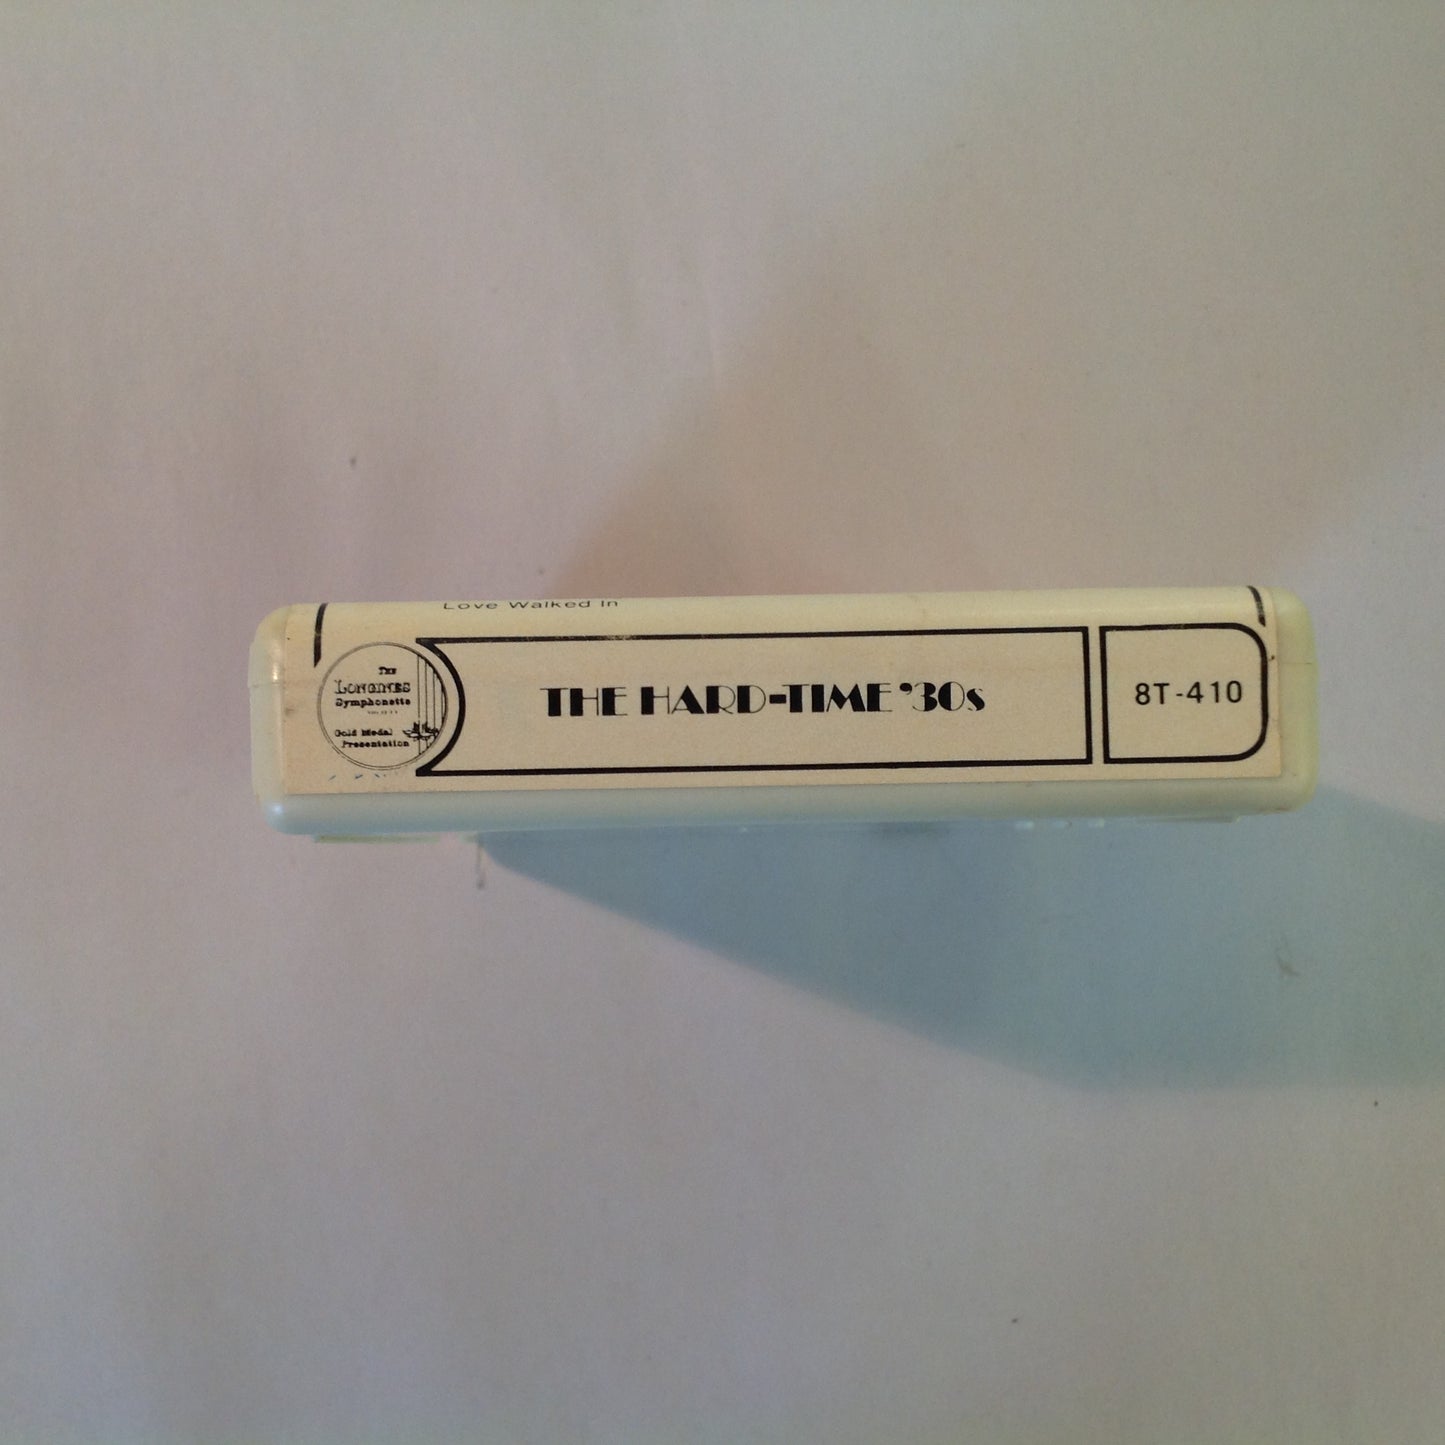 Love Walked In
THE
LONGINES
Symphonette
Gold Medal
Presentation
THE HARD-TIME '30s
8T-410